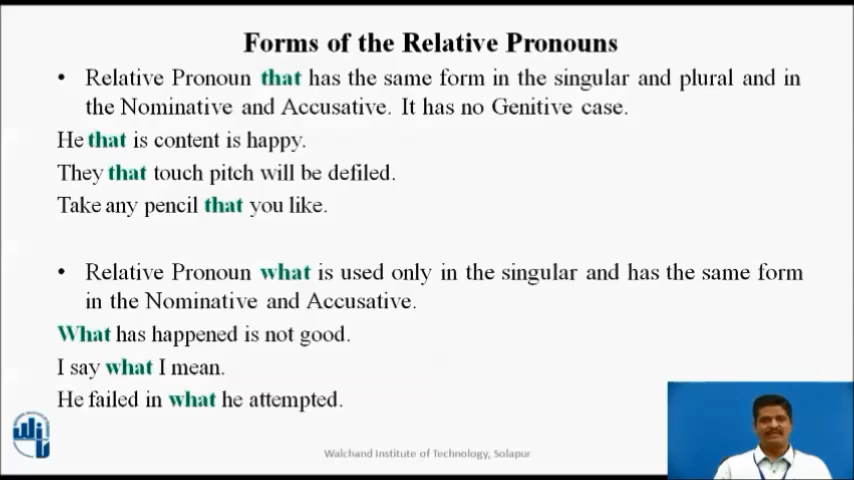 Forms of the Relative Pronouns
• Relative Pronoun that has the same form in the singular and plural and in
the Nominative and Accusative. It has no Genitive case.
He that is content is happy.
They that touch pitch will be defiled.
Take any pencil that you like.
• Relative Pronoun what is used only in the singular and has the same form
in the Nominative and Accusative.
What has happened is not good.
I say what I mean.
He failed in what he attempted.
Walchand Institute of Technology, Solapur